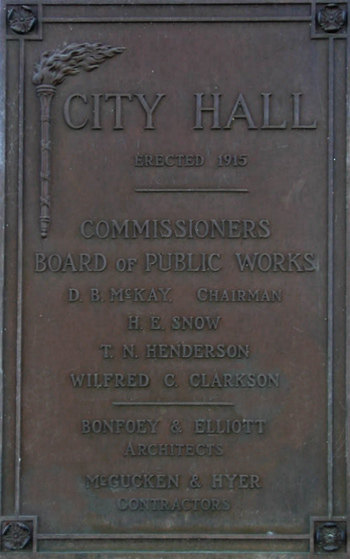 CITY HALL
ERECTED 1915
COMMISSIONERS
BOARD OF PUBLIC WORKS
D. B. McKAY, CHAIRMAN
H. E. SNOW
T. N. HENDERSON
WILFRED C. CLARKSON
BONFOEY & ELLIOTT
ARCHITECTS
McGUCKEN & HYER
CONTRACTORS